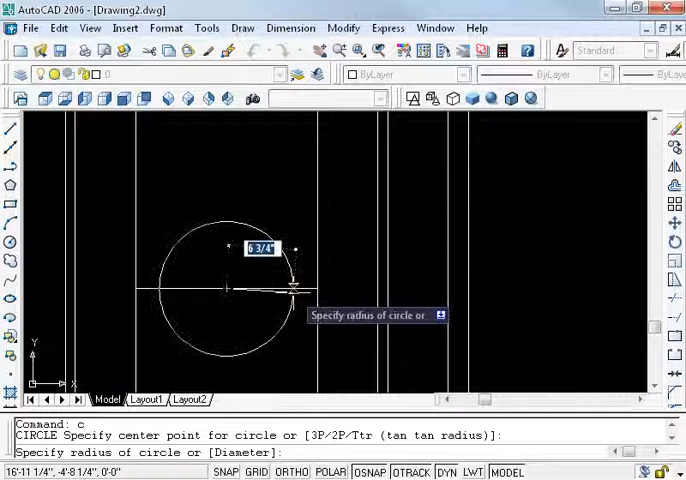 AutoCAD 2006 - [Drawing2.dwg]
File Edit View Insert Format Tools Draw Dimension Modify Express Window Help
Standard
0
ByLayer
ByLayer
ByLayer
6 3/4"
Specify radius of circle or
Y
X
Model Layout1 Layout2
Command: c
CIRCLE Specify center point for circle or [3P/2P/Ttr (tan tan radius)]:
Specify radius of circle or [Diameter]:
16'-11 1/4", -4'-8 1/4", 0'-0" SNAP GRID ORTHO POLAR OSNAP OTRACK DYN LWT MODEL